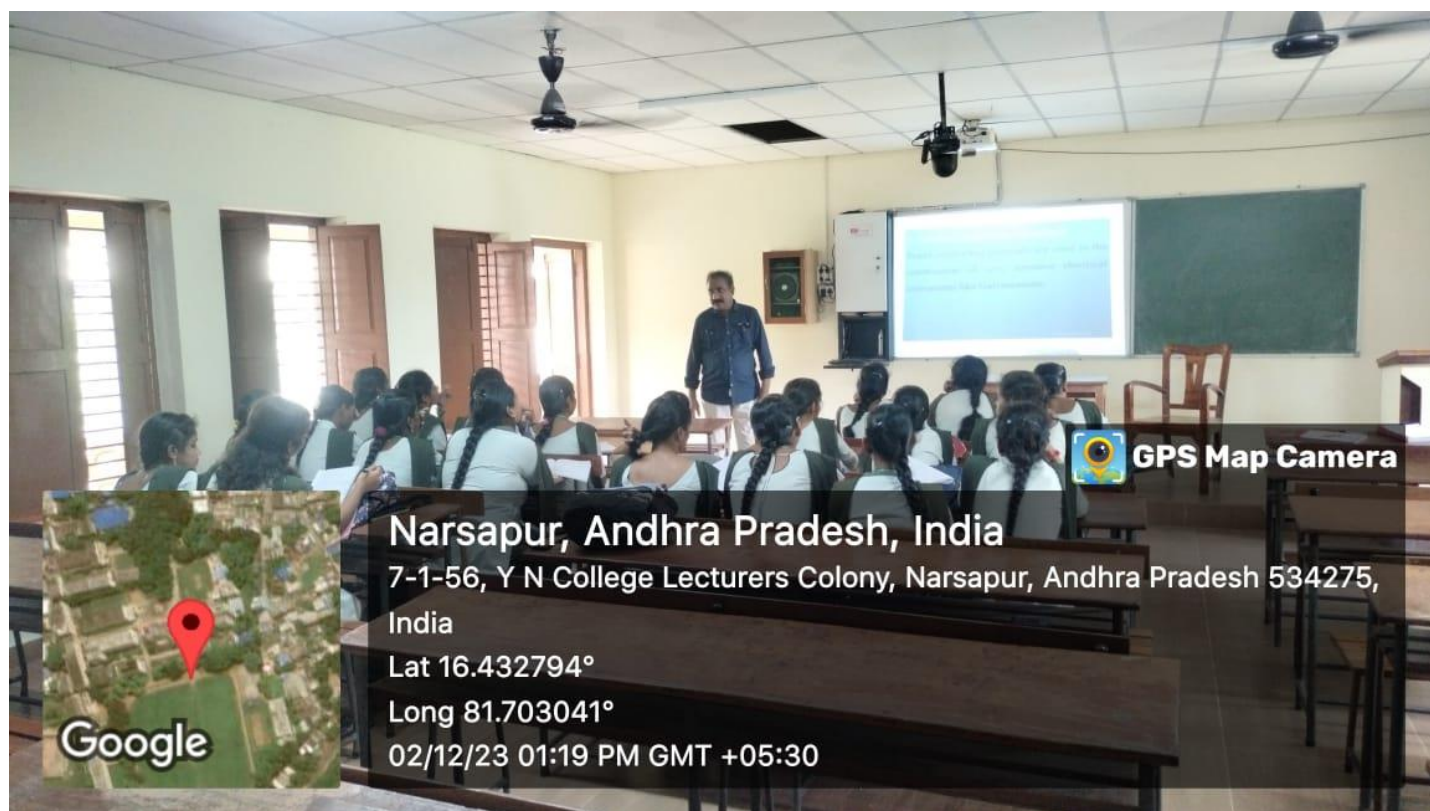 GPS Map Camera
Narsapur, Andhra Pradesh, India
7-1-56, Y N College Lecturers Colony, Narsapur, Andhra Pradesh 534275,
India
Lat 16.432794°
Long 81.703041°
02/12/23 01:19 PM GMT +05:30
Google